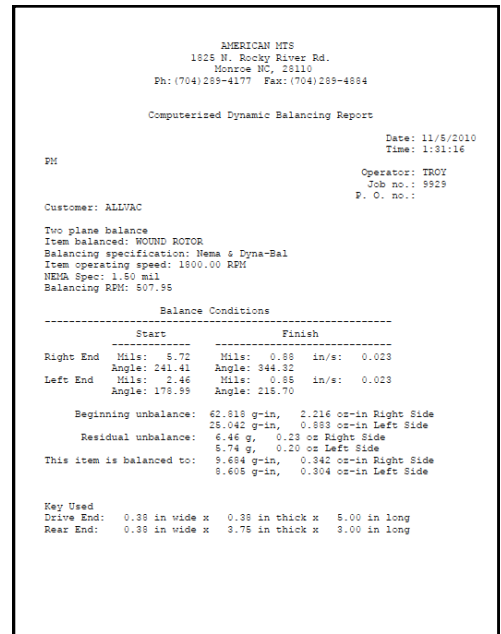 AMERICAN MTS
1825 N. Rocky River Rd.
Monroe NC, 28110
Ph:(704)289-4177 Fax:(704)289-4884
Computerized Dynamic Balancing Report
Date: 11/5/2010
Time: 1:31:16
PM
Operator: TROY
Job no.: 9929
P. O. no.:
Customer: ALLVAC
Two plane balance
Item balanced: WOUND ROTOR
Balancing specification: Nema & Dyna-Bal
Item operating speed: 1800.00 RPM
NEMA Spec: 1.50 mil
Balancing RPM: 507.95
Balance Conditions
Start Finish
Right End Mils: 5.72 Mils: 0.88 in/s: 0.023
Angle: 241.41 Angle: 344.32
Left End Mils: 2.46 Mils: 0.85 in/s: 0.023
Angle: 178.99 Angle: 215.70
Beginning unbalance: 62.818 g-in, 2.216 oz-in Right Side
25.042 g-in, 0.883 oz-in Left Side
Residual unbalance: 6.46 g, 0.23 oz Right Side
5.74 g, 0.20 oz Left Side
This item is balanced to: 9.684 g-in, 0.342 oz-in Right Side
8.605 g-in, 0.304 oz-in Left Side
Key Used
Drive End: 0.38 in wide x 0.38 in thick x 5.00 in long
Rear End: 0.38 in wide x 3.75 in thick x 3.00 in long